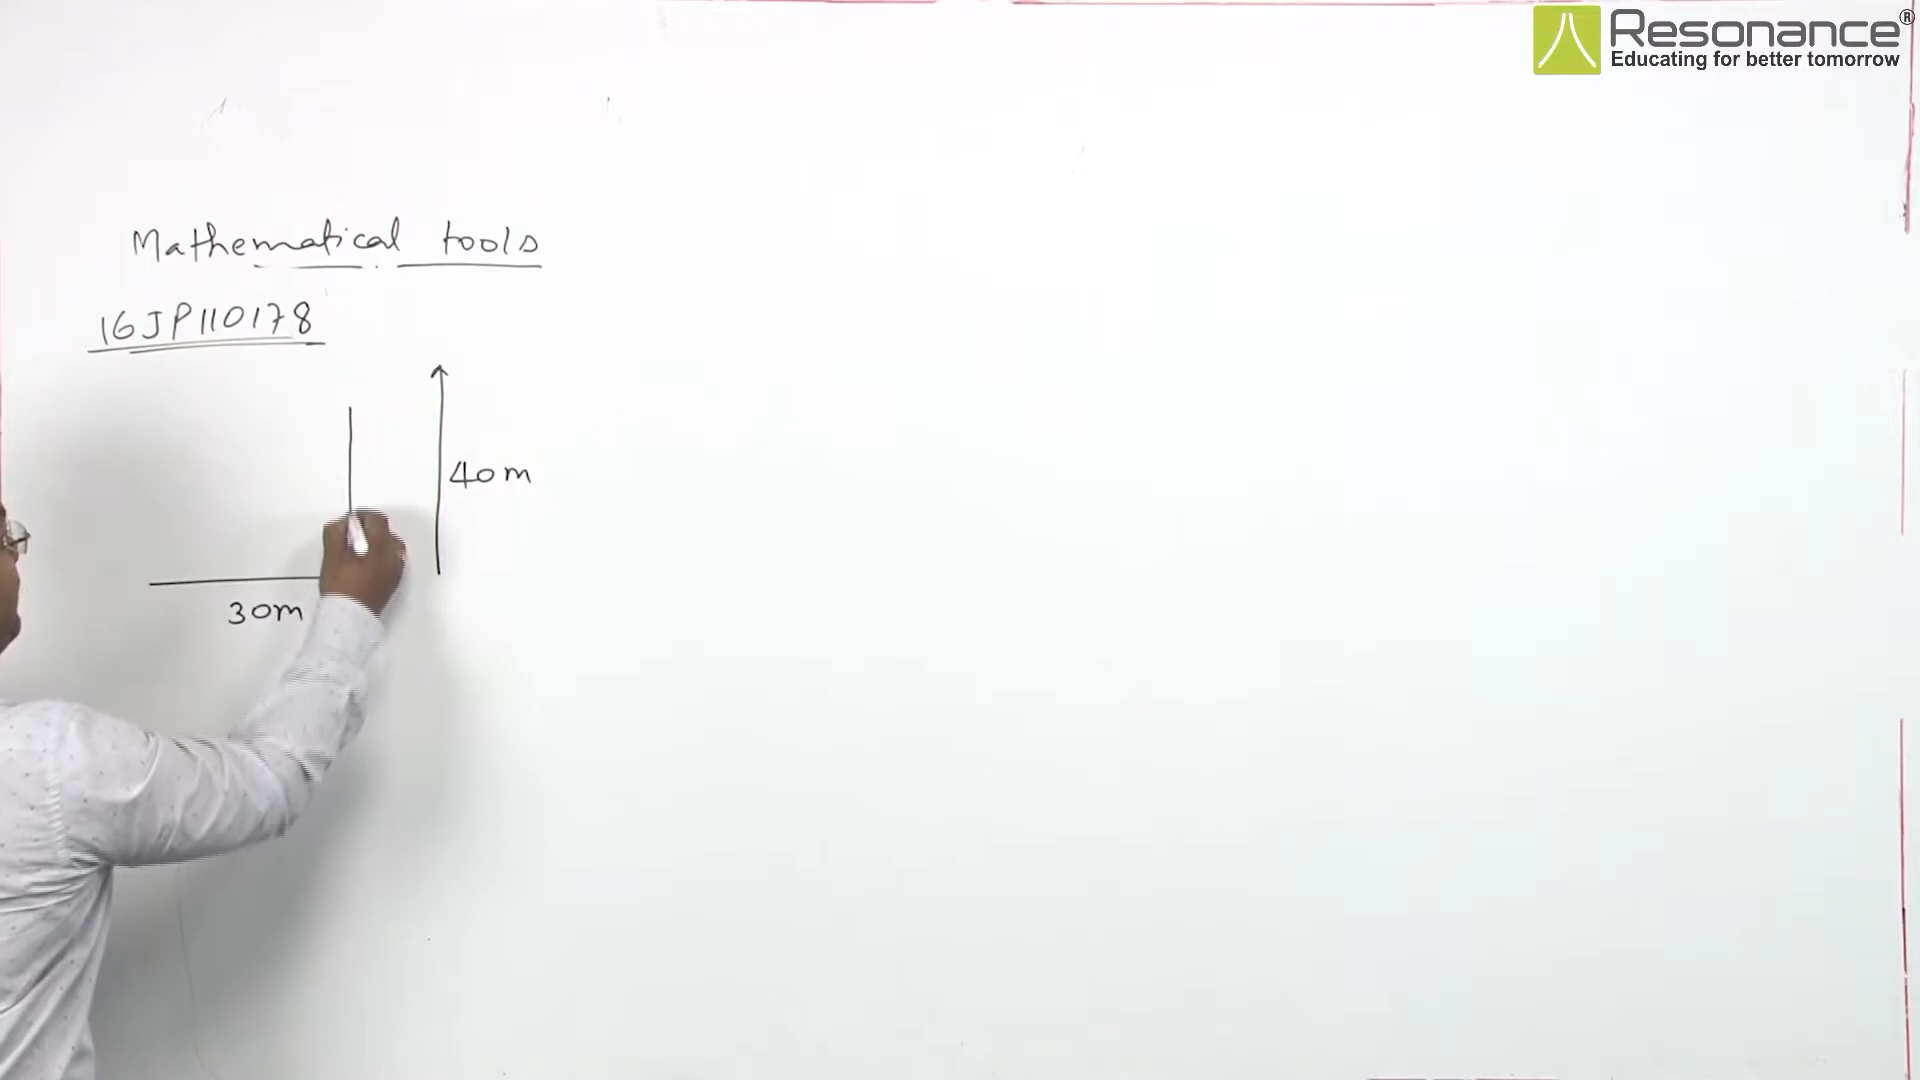 Resonance®
Educating for better tomorrow
Mathematical tools
16JP110178
40m
30m